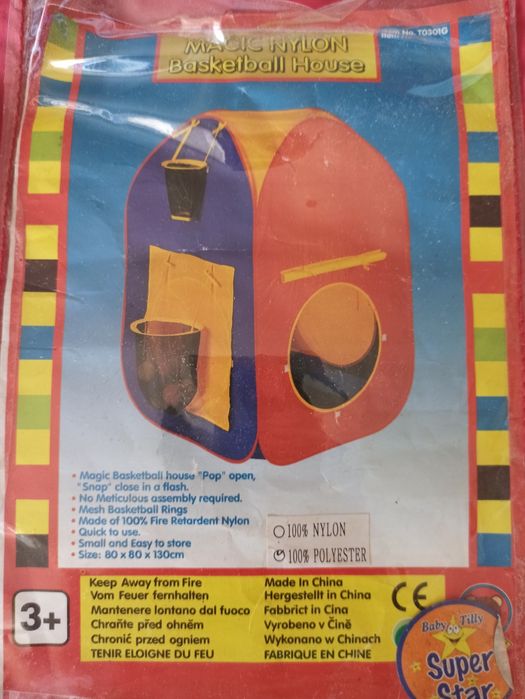 MAGIC NYLON
Basketball House
Item No. T0301G
• Magic Basketball house "Pop" open,
"Snap" close in a flash.
• No Meticulous assembly required.
• Mesh Basketball Rings
• Made of 100% Fire Retardent Nylon
• Quick to use.
• Small and Easy to store
• Size: 80 x 80 x 130cm
100% NYLON
100% POLYESTER
3+
Keep Away from Fire
Vom Feuer fernhalten
Mantenere lontano dal fuoco
Chraňte před ohněm
Chronić przed ogniem
TENIR ELOIGNE DU FEU
Made In China
Hergestellt in China
Fabbrict in Cina
Vyrobeno v Číně
Wykonano w Chinach
FABRIQUE EN CHINE
CE
Baby Tilly
Super
Star